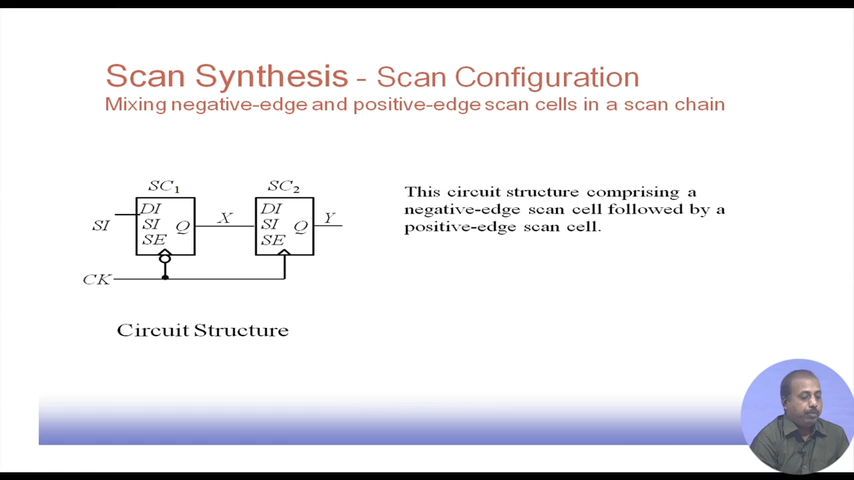 Scan Synthesis - Scan Configuration
Mixing negative-edge and positive-edge scan cells in a scan chain
SC1 SC2
DI DI
SI SI Q X SI Q Y
SE SE
CK
Circuit Structure
This circuit structure comprising a
negative-edge scan cell followed by a
positive-edge scan cell.